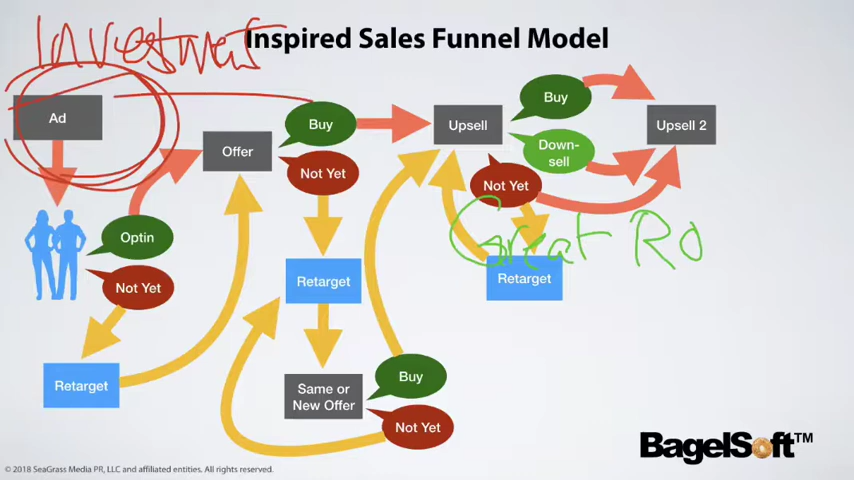 Investment
Inspired Sales Funnel Model
Ad
Buy
Buy
Upsell
Upsell 2
Offer
Down-
sell
Not Yet
Not Yet
Optin
Great Ro
Not Yet
Retarget
Retarget
Retarget
Same or
New Offer
Buy
Not Yet
BagelSoft™
© 2018 SeaGrass Media PR, LLC and affiliated entities. All rights reserved.